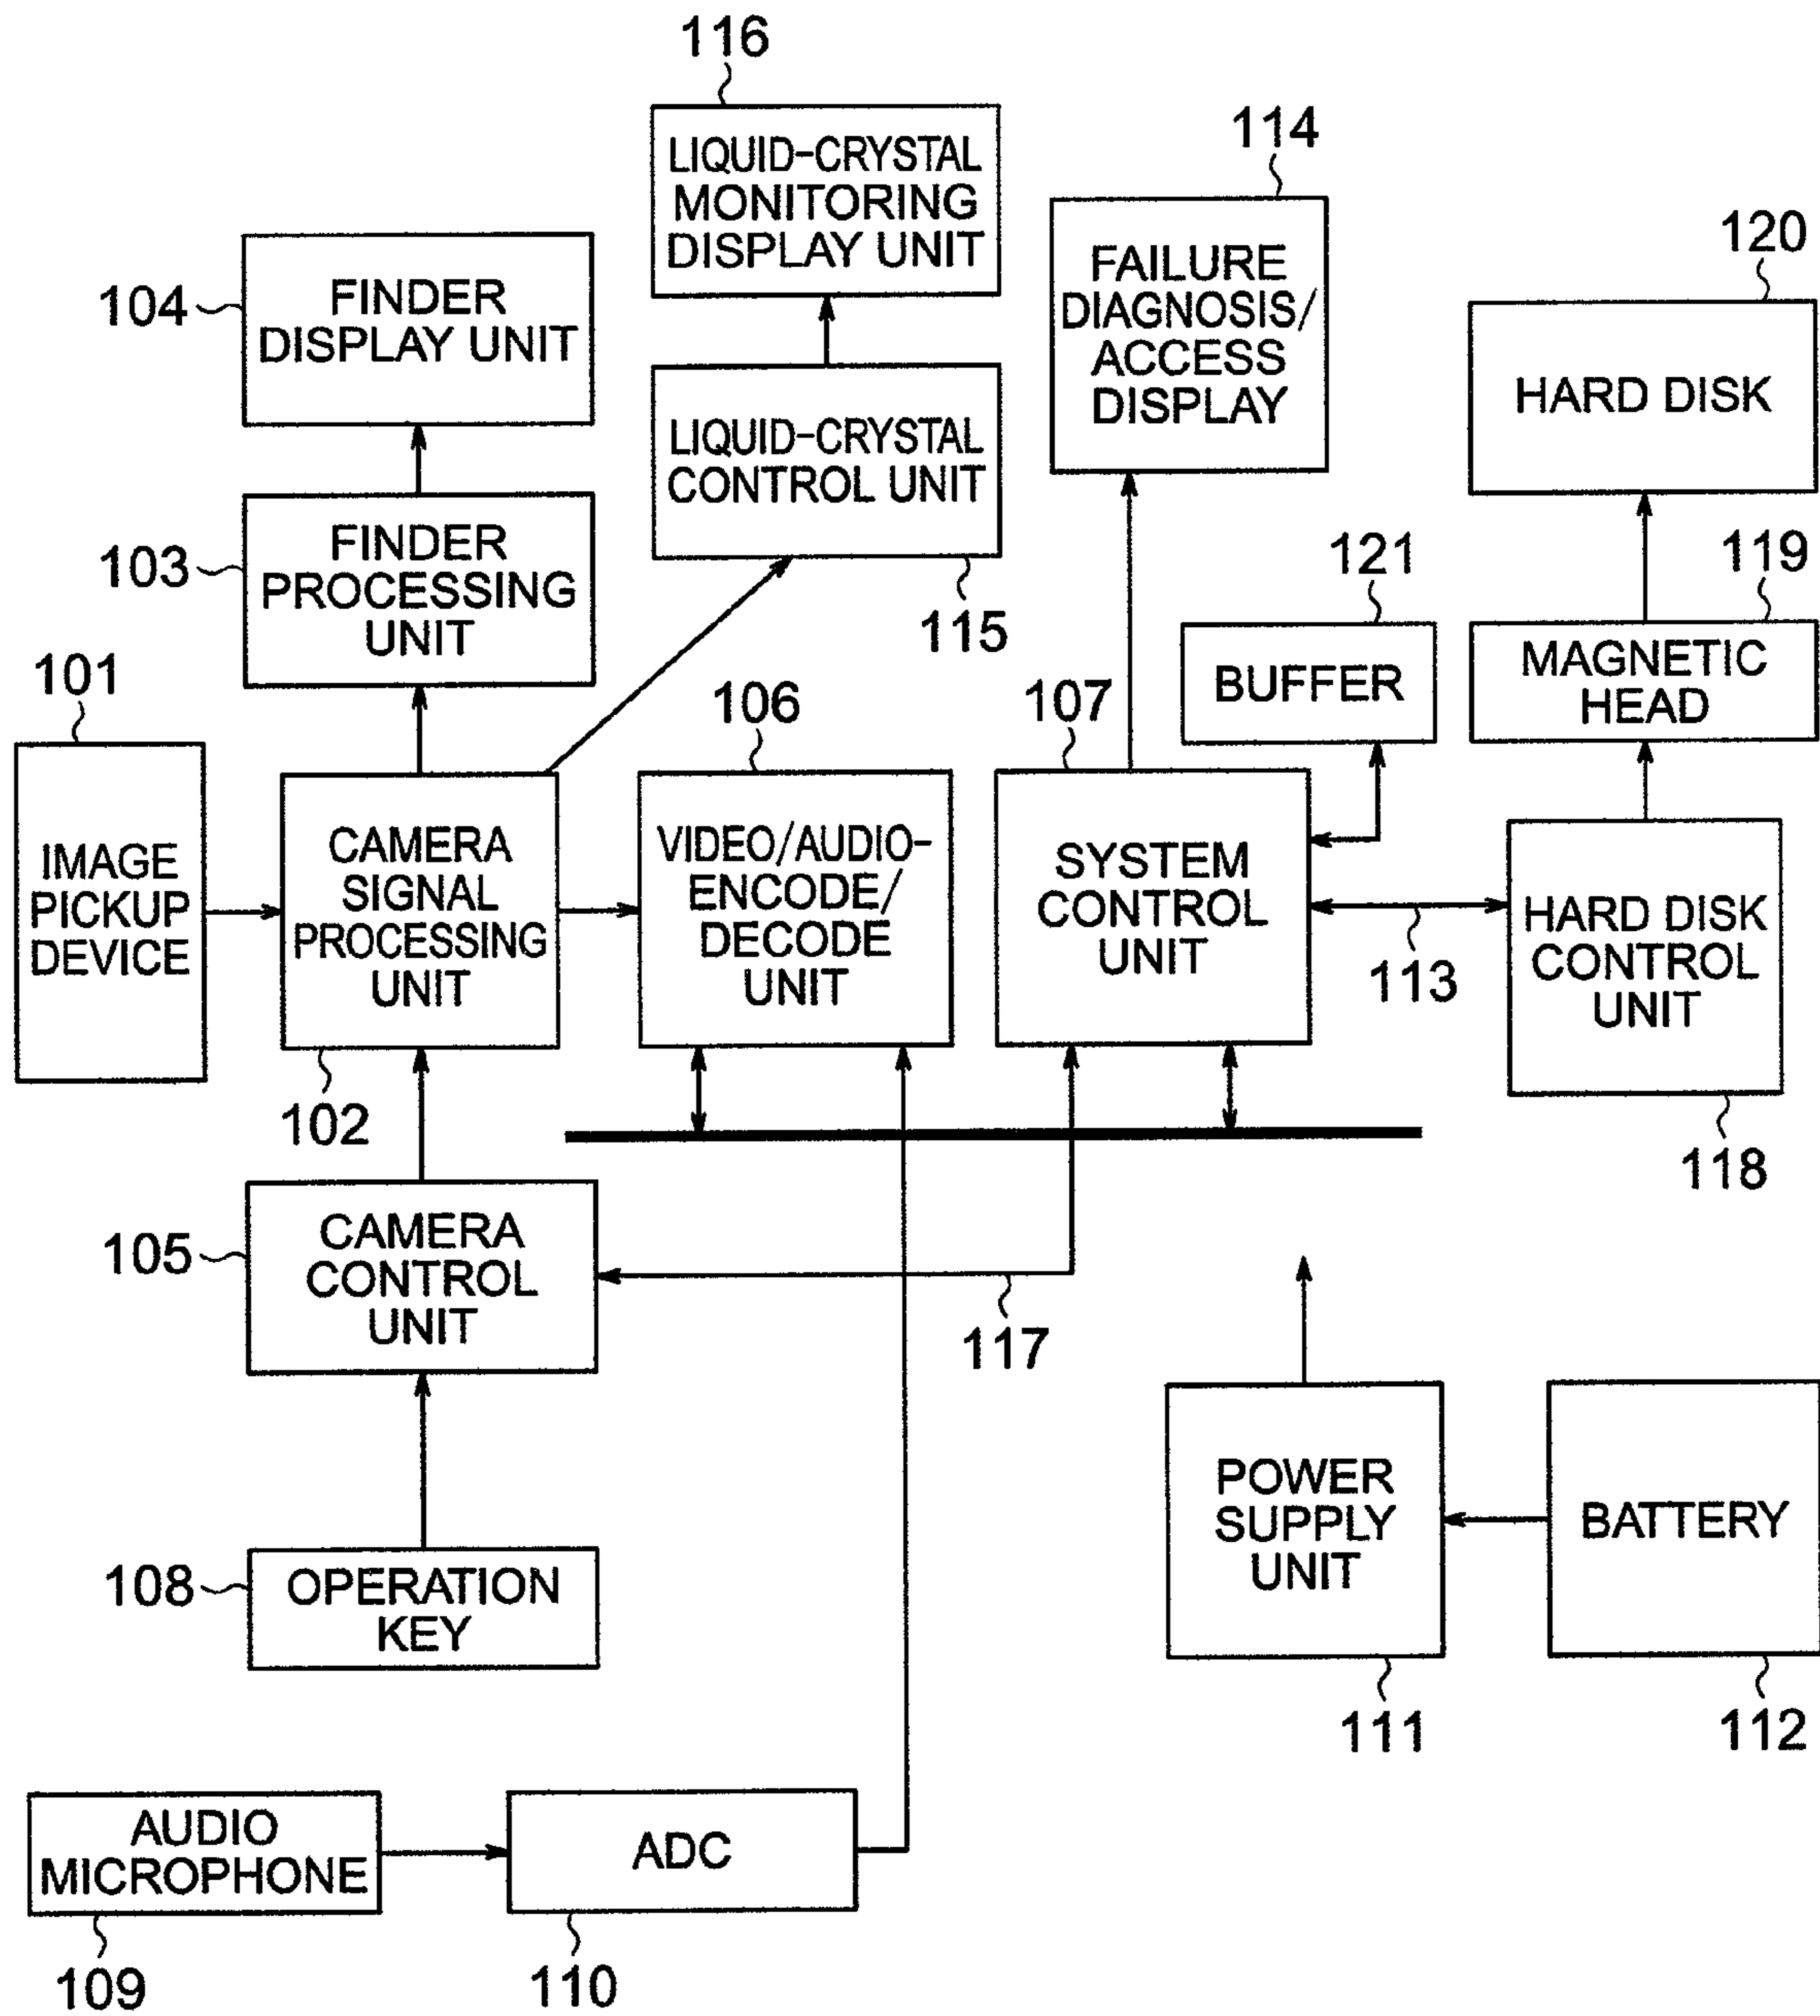 116
LIQUID-CRYSTAL
MONITORING
DISPLAY UNIT
114
FAILURE
DIAGNOSIS/
ACCESS
DISPLAY
120
HARD DISK
104
FINDER
DISPLAY UNIT
LIQUID-CRYSTAL
CONTROL UNIT
115
103
FINDER
PROCESSING
UNIT
121
BUFFER
119
MAGNETIC
HEAD
101
IMAGE
PICKUP
DEVICE
CAMERA
SIGNAL
PROCESSING
UNIT
102
106
VIDEO/AUDIO-
ENCODE/
DECODE
UNIT
107
SYSTEM
CONTROL
UNIT
113
HARD DISK
CONTROL
UNIT
118
105
CAMERA
CONTROL
UNIT
117
108
OPERATION
KEY
POWER
SUPPLY
UNIT
111
BATTERY
112
AUDIO
MICROPHONE
109
ADC
110